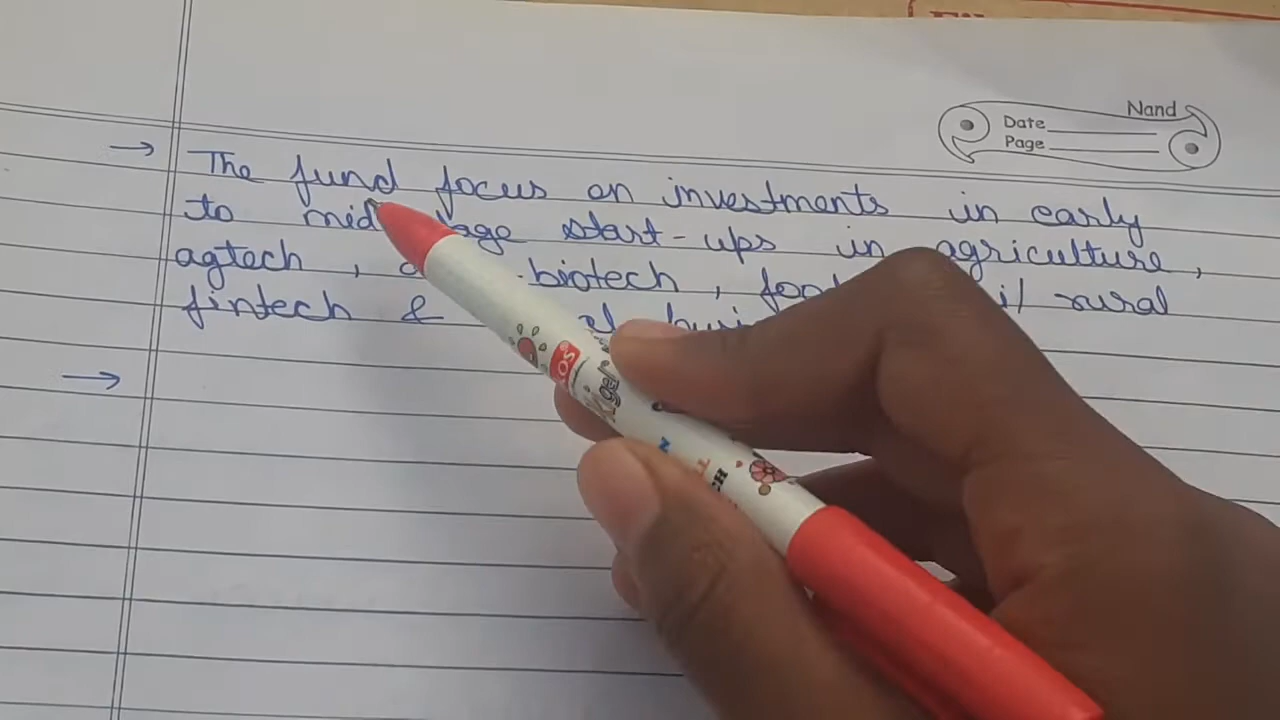 Nand
Date
Page
→ The fund focus on investments in early
to mid start-ups in agriculture,
agtech, biotech, rural
fintech &
→